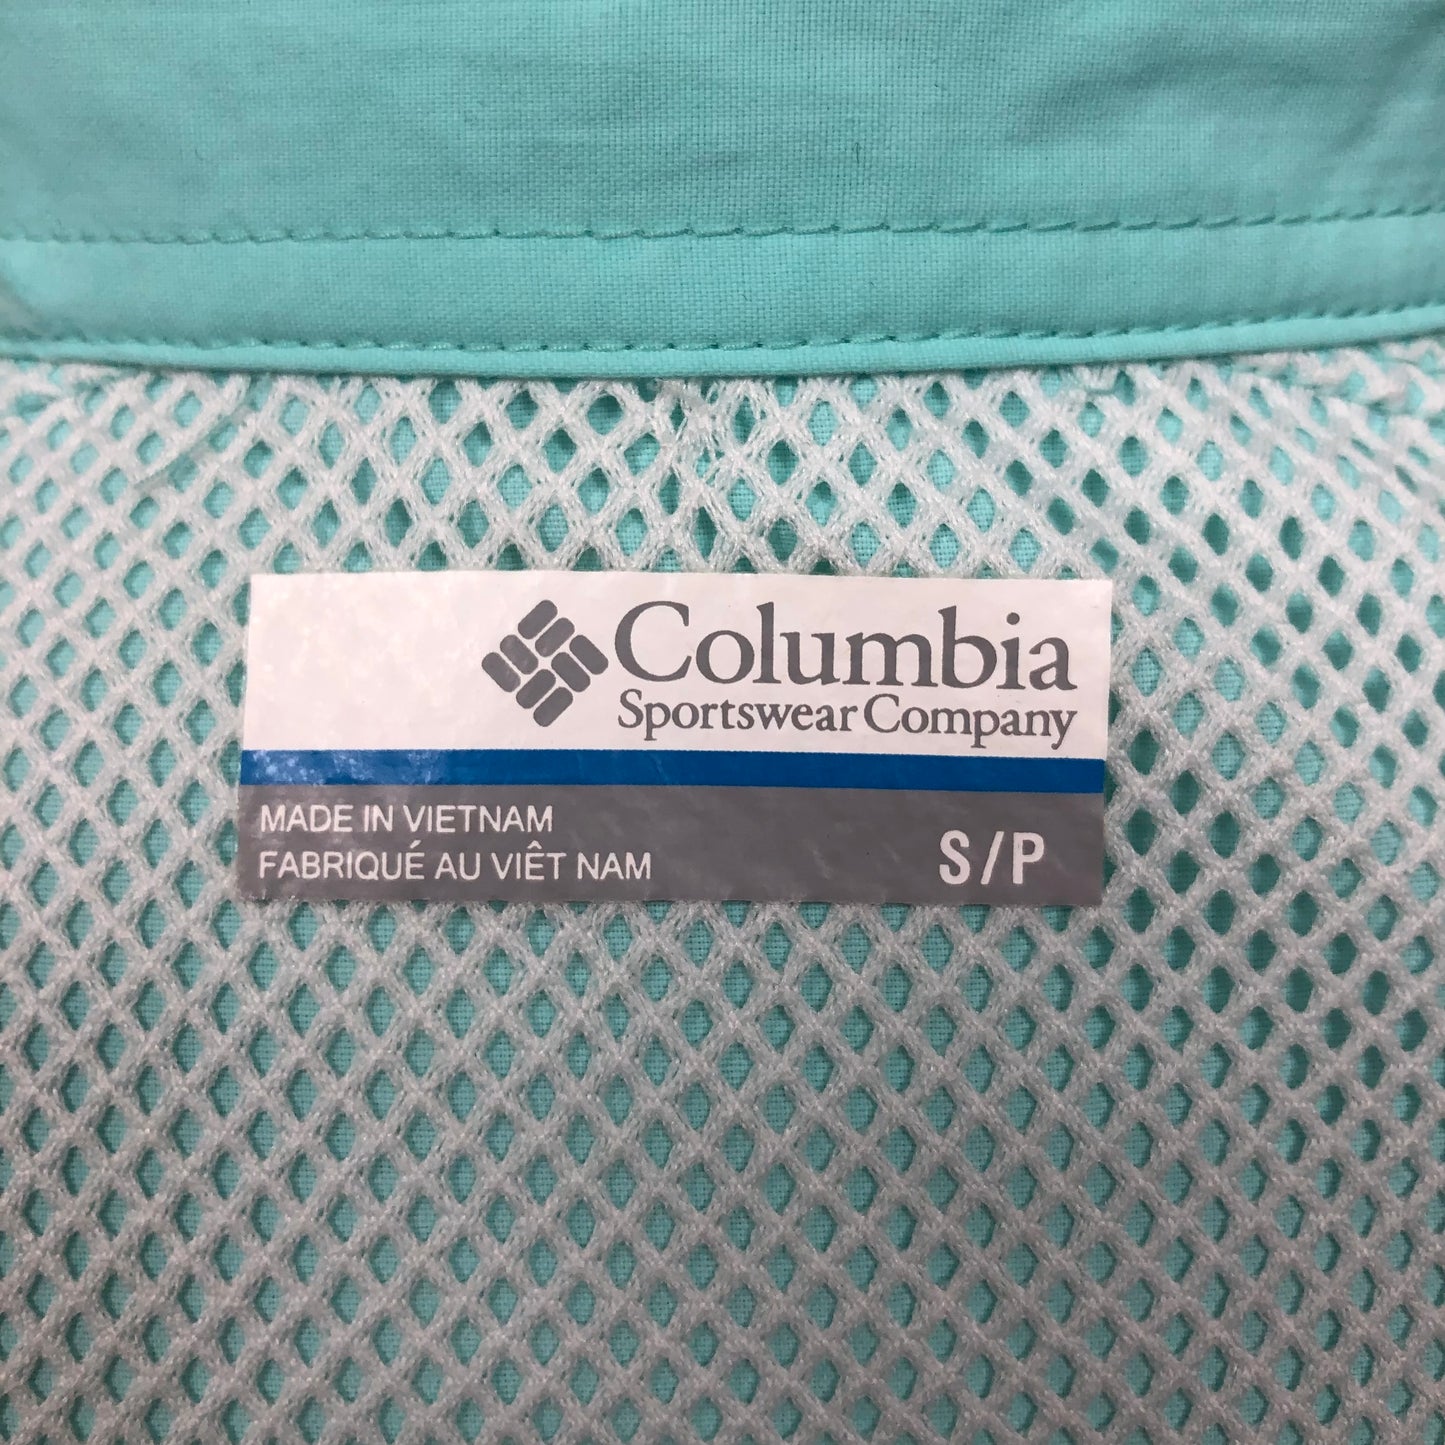 Columbia
Sportswear Company
MADE IN VIETNAM
FABRIQUÉ AU VIÊT NAM
S/P